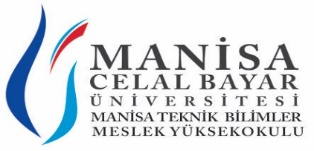 MANİSA
CELAL BAYAR
ÜNİVERSİTESİ
MANİSA TEKNİK BİLİMLER
MESLEK YÜKSEKOKULU